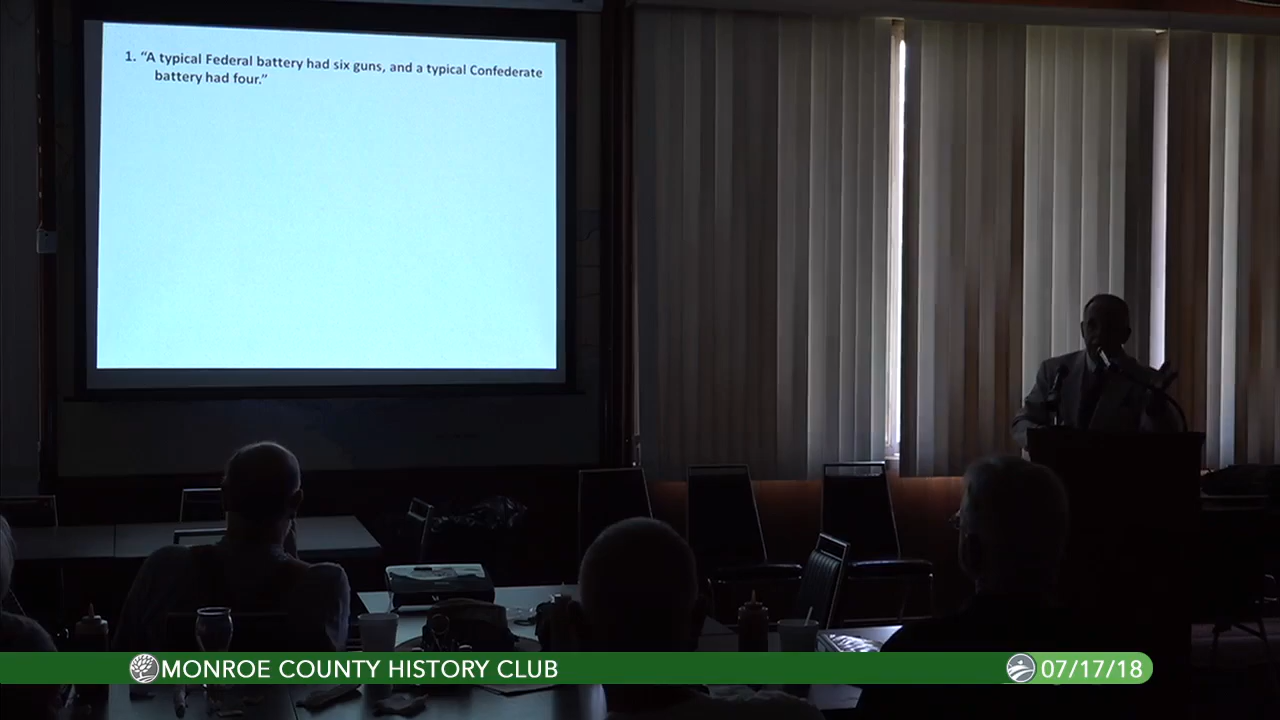 1. “A typical Federal battery had six guns, and a typical Confederate
battery had four.”
MONROE COUNTY HISTORY CLUB
07/17/18